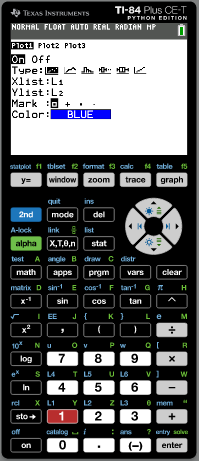 TEXAS INSTRUMENTS TI-84 Plus CE-T
PYTHON EDITION
NORMAL FLOAT AUTO REAL RADIAN MP
Plot1 Plot2 Plot3
On Off
Type:
Xlist:L₁
Ylist:L₂
Mark :
Color: BLUE
statplot f1 tblset f2 format f3 calc f4 table f5
y= window zoom trace graph
quit ins
2nd mode del
A-lock link list
alpha X,T,θ,n stat
test A angle B draw C distr
math apps prgm vars clear
matrix D sin⁻¹ E cos⁻¹ F tan⁻¹ G π H
x⁻¹ sin cos tan ^
√ I EE J { K } L e M
x² , ( ) ÷
10ˣ N u O v P w Q [ R
log 7 8 9 ×
eˣ S L4 T L5 U L6 V ] W
ln 4 5 6 −
rcl X L1 Y L2 Z L3 θ mem "
sto→ 1 2 3 +
off catalog ␣ i : ans ? entry solve
on 0 . (−) enter